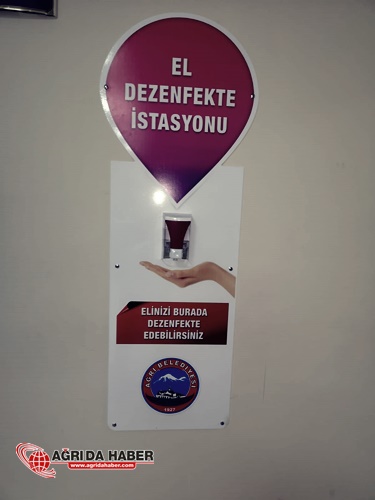 EL
DEZENFEKTE
İSTASYONU
ELİNİZİ BURADA
DEZENFEKTE
EDEBİLİRSİNİZ
AĞRI BELEDİYESİ
1927
AĞRI DA HABER
www.agridahaber.com